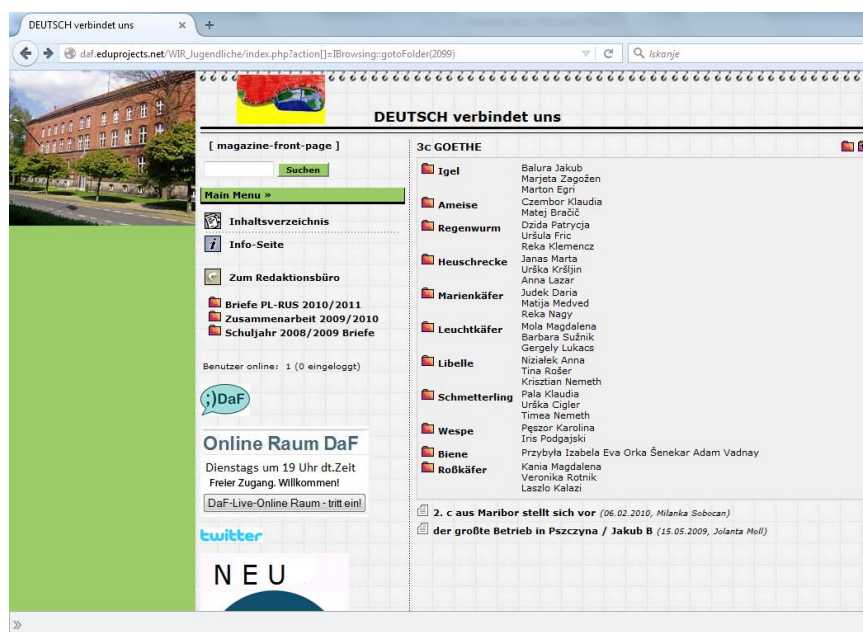 DEUTSCH verbindet uns
daf.eduprojects.net/WIR_Jugendliche/index.php?action[]=IBrowsing::gotoFolder(2099)
Iskanje
DEUTSCH verbindet uns
[ magazine-front-page ]
Suchen
Main Menu »
Inhaltsverzeichnis
Info-Seite
Zum Redaktionsbüro
Briefe PL-RUS 2010/2011
Zusammenarbeit 2009/2010
Schuljahr 2008/2009 Briefe
Benutzer online: 1 (0 eingeloggt)
;)DaF
Online Raum DaF
Dienstags um 19 Uhr dt.Zeit
Freier Zugang. Willkommen!
DaF-Live-Online Raum - tritt ein!
twitter
NEU
3c GOETHE
Igel
Balura Jakub
Marjeta Zagožen
Marton Egri
Ameise
Czembor Klaudia
Matej Bračič
Regenwurm
Dzida Patrycja
Uršula Fric
Reka Klemencz
Heuschrecke
Janas Marta
Urška Kršljin
Anna Lazar
Marienkäfer
Judek Daria
Matija Medved
Reka Nagy
Leuchtkäfer
Mola Magdalena
Barbara Sužnik
Gergely Lukacs
Libelle
Niziałek Anna
Tina Rošer
Krisztian Nemeth
Schmetterling
Pala Klaudia
Urška Cigler
Timea Nemeth
Wespe
Pęszor Karolina
Iris Podgajski
Biene
Przybyła Izabela Eva Orka Šenekar Adam Vadnay
Roßkäfer
Kania Magdalena
Veronika Rotnik
Laszlo Kalazi
2. c aus Maribor stellt sich vor (06.02.2010, Milanka Sobocan)
der großte Betrieb in Pszczyna / Jakub B (15.05.2009, Jolanta Moll)